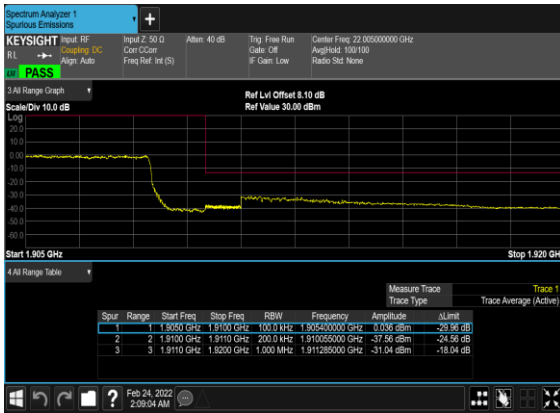 Spectrum Analyzer 1
Spurious Emissions
+
KEYSIGHT Input: RF Input Z: 50 Ω Atten: 40 dB Trig: Free Run Center Freq: 22.005000000 GHz
RL Coupling: DC Corr CCorr Gate: Off Avg|Hold: 100/100
Align: Auto Freq Ref: Int (S) IF Gain: Low Radio Std: None
PASS
3 All Range Graph
Ref Lvl Offset 8.10 dB
Scale/Div 10.0 dB Ref Value 30.00 dBm
Log
20.0
10.0
0.00
-10.0
-20.0
-30.0
-40.0
-50.0
-60.0
Start 1.905 GHz Stop 1.920 GH
4 All Range Table
Measure Trace Trace 1
Trace Type Trace Average (Active)
Spur Range Start Freq Stop Freq RBW Frequency Amplitude ΔLimit
1 1 1.9050 GHz 1.9100 GHz 100.0 kHz 1.905400000 GHz 0.036 dBm -29.96 dB
2 2 1.9100 GHz 1.9110 GHz 200.0 kHz 1.910055000 GHz -37.56 dBm -24.56 dB
3 3 1.9110 GHz 1.9200 GHz 1.000 MHz 1.911285000 GHz -31.04 dBm -18.04 dB
? Feb 24, 2022
2:09:04 AM